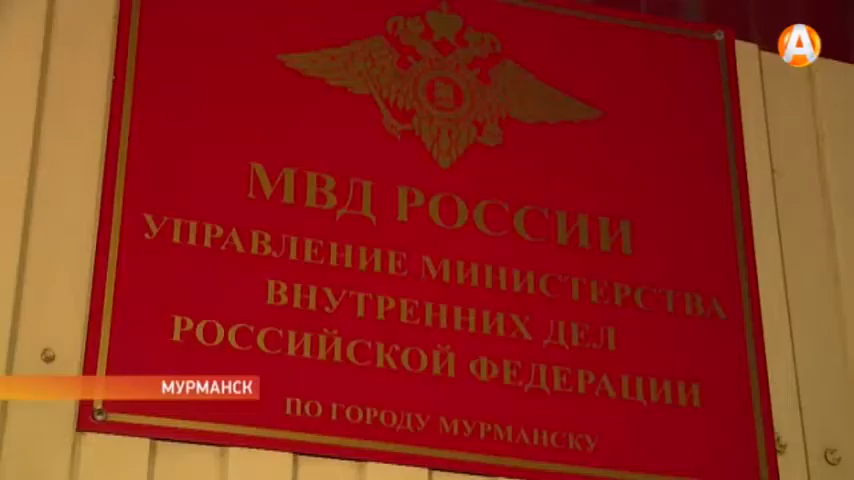 А
МВД РОССИИ
УПРАВЛЕНИЕ МИНИСТЕРСТВА
ВНУТРЕННИХ ДЕЛ
РОССИЙСКОЙ ФЕДЕРАЦИИ
МУРМАНСК
ПО ГОРОДУ МУРМАНСКУ